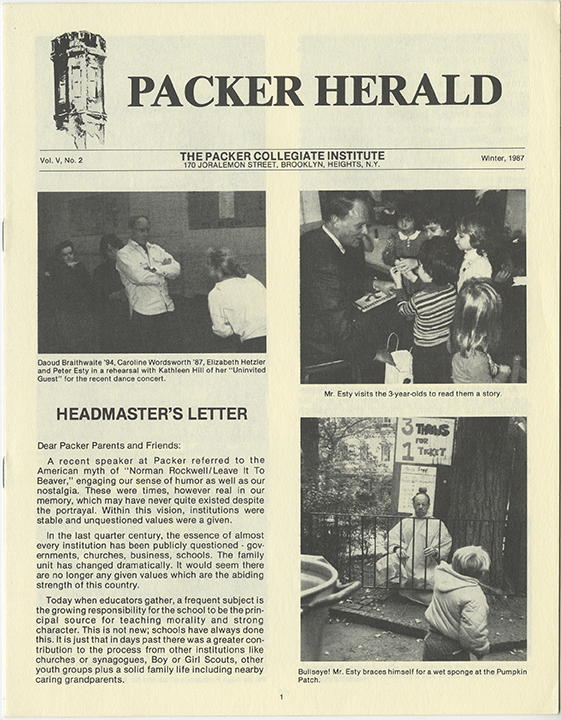 PACKER HERALD
THE PACKER COLLEGIATE INSTITUTE
170 JORALEMON STREET, BROOKLYN, HEIGHTS, N.Y.
Vol. V, No. 2
Winter, 1987
Daoud Braithwaite '94, Caroline Wordsworth '87, Elizabeth Hetzler
and Peter Esty in a rehearsal with Kathleen Hill of her "Uninvited
Guest" for the recent dance concert.
HEADMASTER'S LETTER
Dear Packer Parents and Friends:
A recent speaker at Packer referred to the
American myth of "Norman Rockwell/Leave It To
Beaver," engaging our sense of humor as well as our
nostalgia. These were times, however real in our
memory, which may have never quite existed despite
the portrayal. Within this vision, institutions were
stable and unquestioned values were a given.
In the last quarter century, the essence of almost
every institution has been publicly questioned - gov-
ernments, churches, business, schools. The family
unit has changed dramatically. It would seem there
are no longer any given values which are the abiding
strength of this country.
Today when educators gather, a frequent subject is
the growing responsibility for the school to be the prin-
cipal source for teaching morality and strong
character. This is not new; schools have always done
this. It is just that in days past there was a greater con-
tribution to the process from other institutions like
churches or synagogues, Boy or Girl Scouts, other
youth groups plus a solid family life including nearby
caring grandparents.
Mr. Esty visits the 3-year-olds to read them a story.
3 THROWS
FOR
1 TICKET
Bullseye! Mr. Esty braces himself for a wet sponge at the Pumpkin
Patch.
1